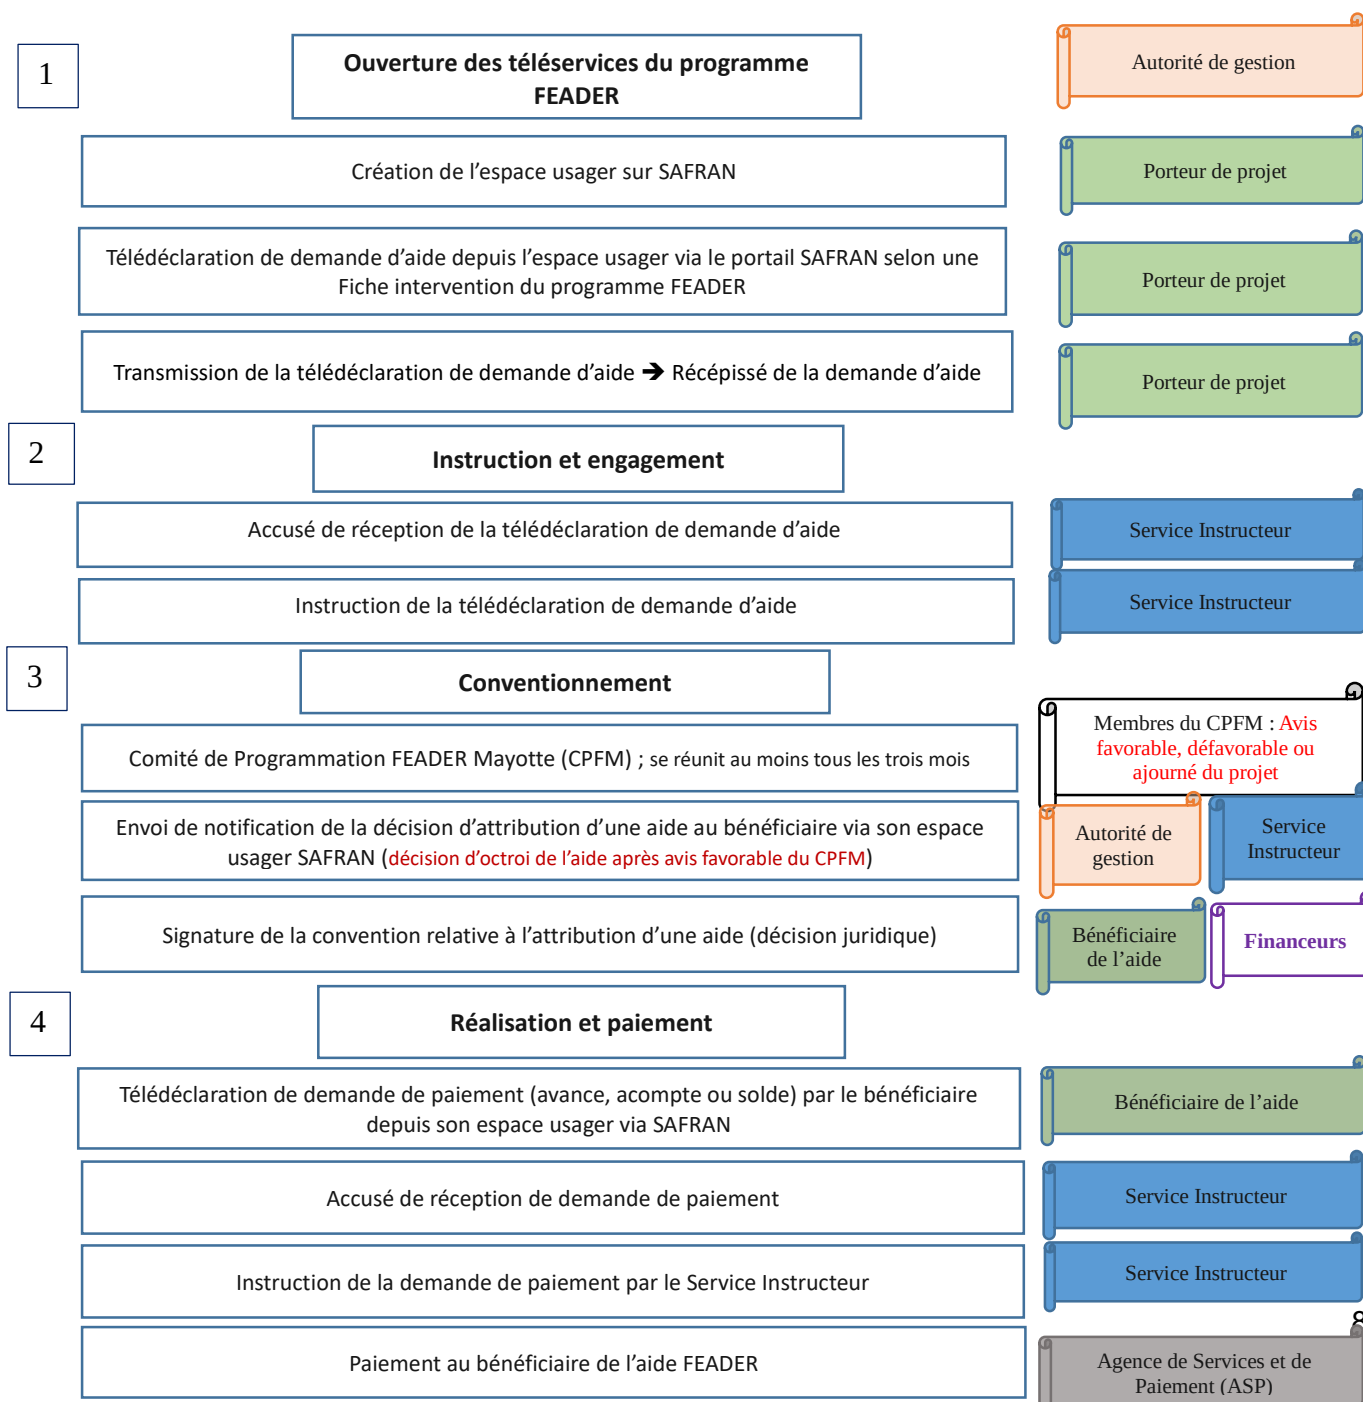 1
Ouverture des téléservices du programme
FEADER
Autorité de gestion
Création de l’espace usager sur SAFRAN
Porteur de projet
Télédéclaration de demande d’aide depuis l’espace usager via le portail SAFRAN selon une
Fiche intervention du programme FEADER
Porteur de projet
Transmission de la télédéclaration de demande d’aide ➔ Récépissé de la demande d’aide
Porteur de projet
2
Instruction et engagement
Accusé de réception de la télédéclaration de demande d’aide
Service Instructeur
Instruction de la télédéclaration de demande d’aide
Service Instructeur
3
Conventionnement
Comité de Programmation FEADER Mayotte (CPFM) ; se réunit au moins tous les trois mois
Membres du CPFM : Avis
favorable, défavorable ou
ajourné du projet
Envoi de notification de la décision d’attribution d’une aide au bénéficiaire via son espace
usager SAFRAN (décision d’octroi de l’aide après avis favorable du CPFM)
Autorité de
gestion
Service
Instructeur
Signature de la convention relative à l’attribution d’une aide (décision juridique)
Bénéficiaire
de l’aide
Financeurs
4
Réalisation et paiement
Télédéclaration de demande de paiement (avance, acompte ou solde) par le bénéficiaire
depuis son espace usager via SAFRAN
Bénéficiaire de l’aide
Accusé de réception de demande de paiement
Service Instructeur
Instruction de la demande de paiement par le Service Instructeur
Service Instructeur
8
Paiement au bénéficiaire de l’aide FEADER
Agence de Services et de
Paiement (ASP)